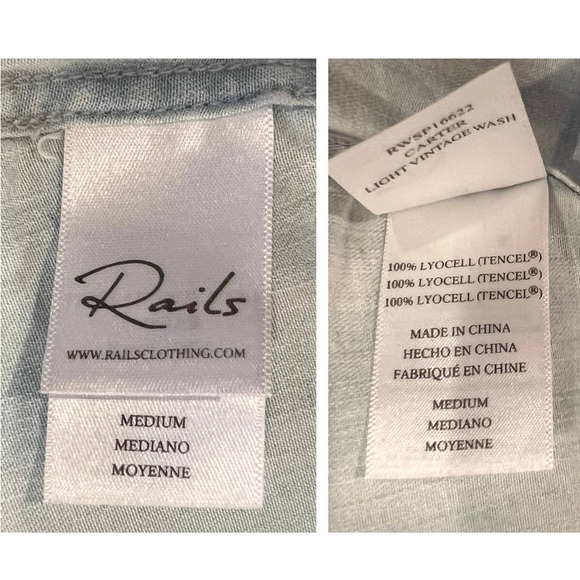 Rails
WWW.RAILSCLOTHING.COM
MEDIUM
MEDIANO
MOYENNE
RWSP16622
CARTER
LIGHT VINTAGE WASH
100% LYOCELL (TENCEL®)
100% LYOCELL (TENCEL®)
100% LYOCELL (TENCEL®)
MADE IN CHINA
HECHO EN CHINA
FABRIQUÉ EN CHINE
MEDIUM
MEDIANO
MOYENNE